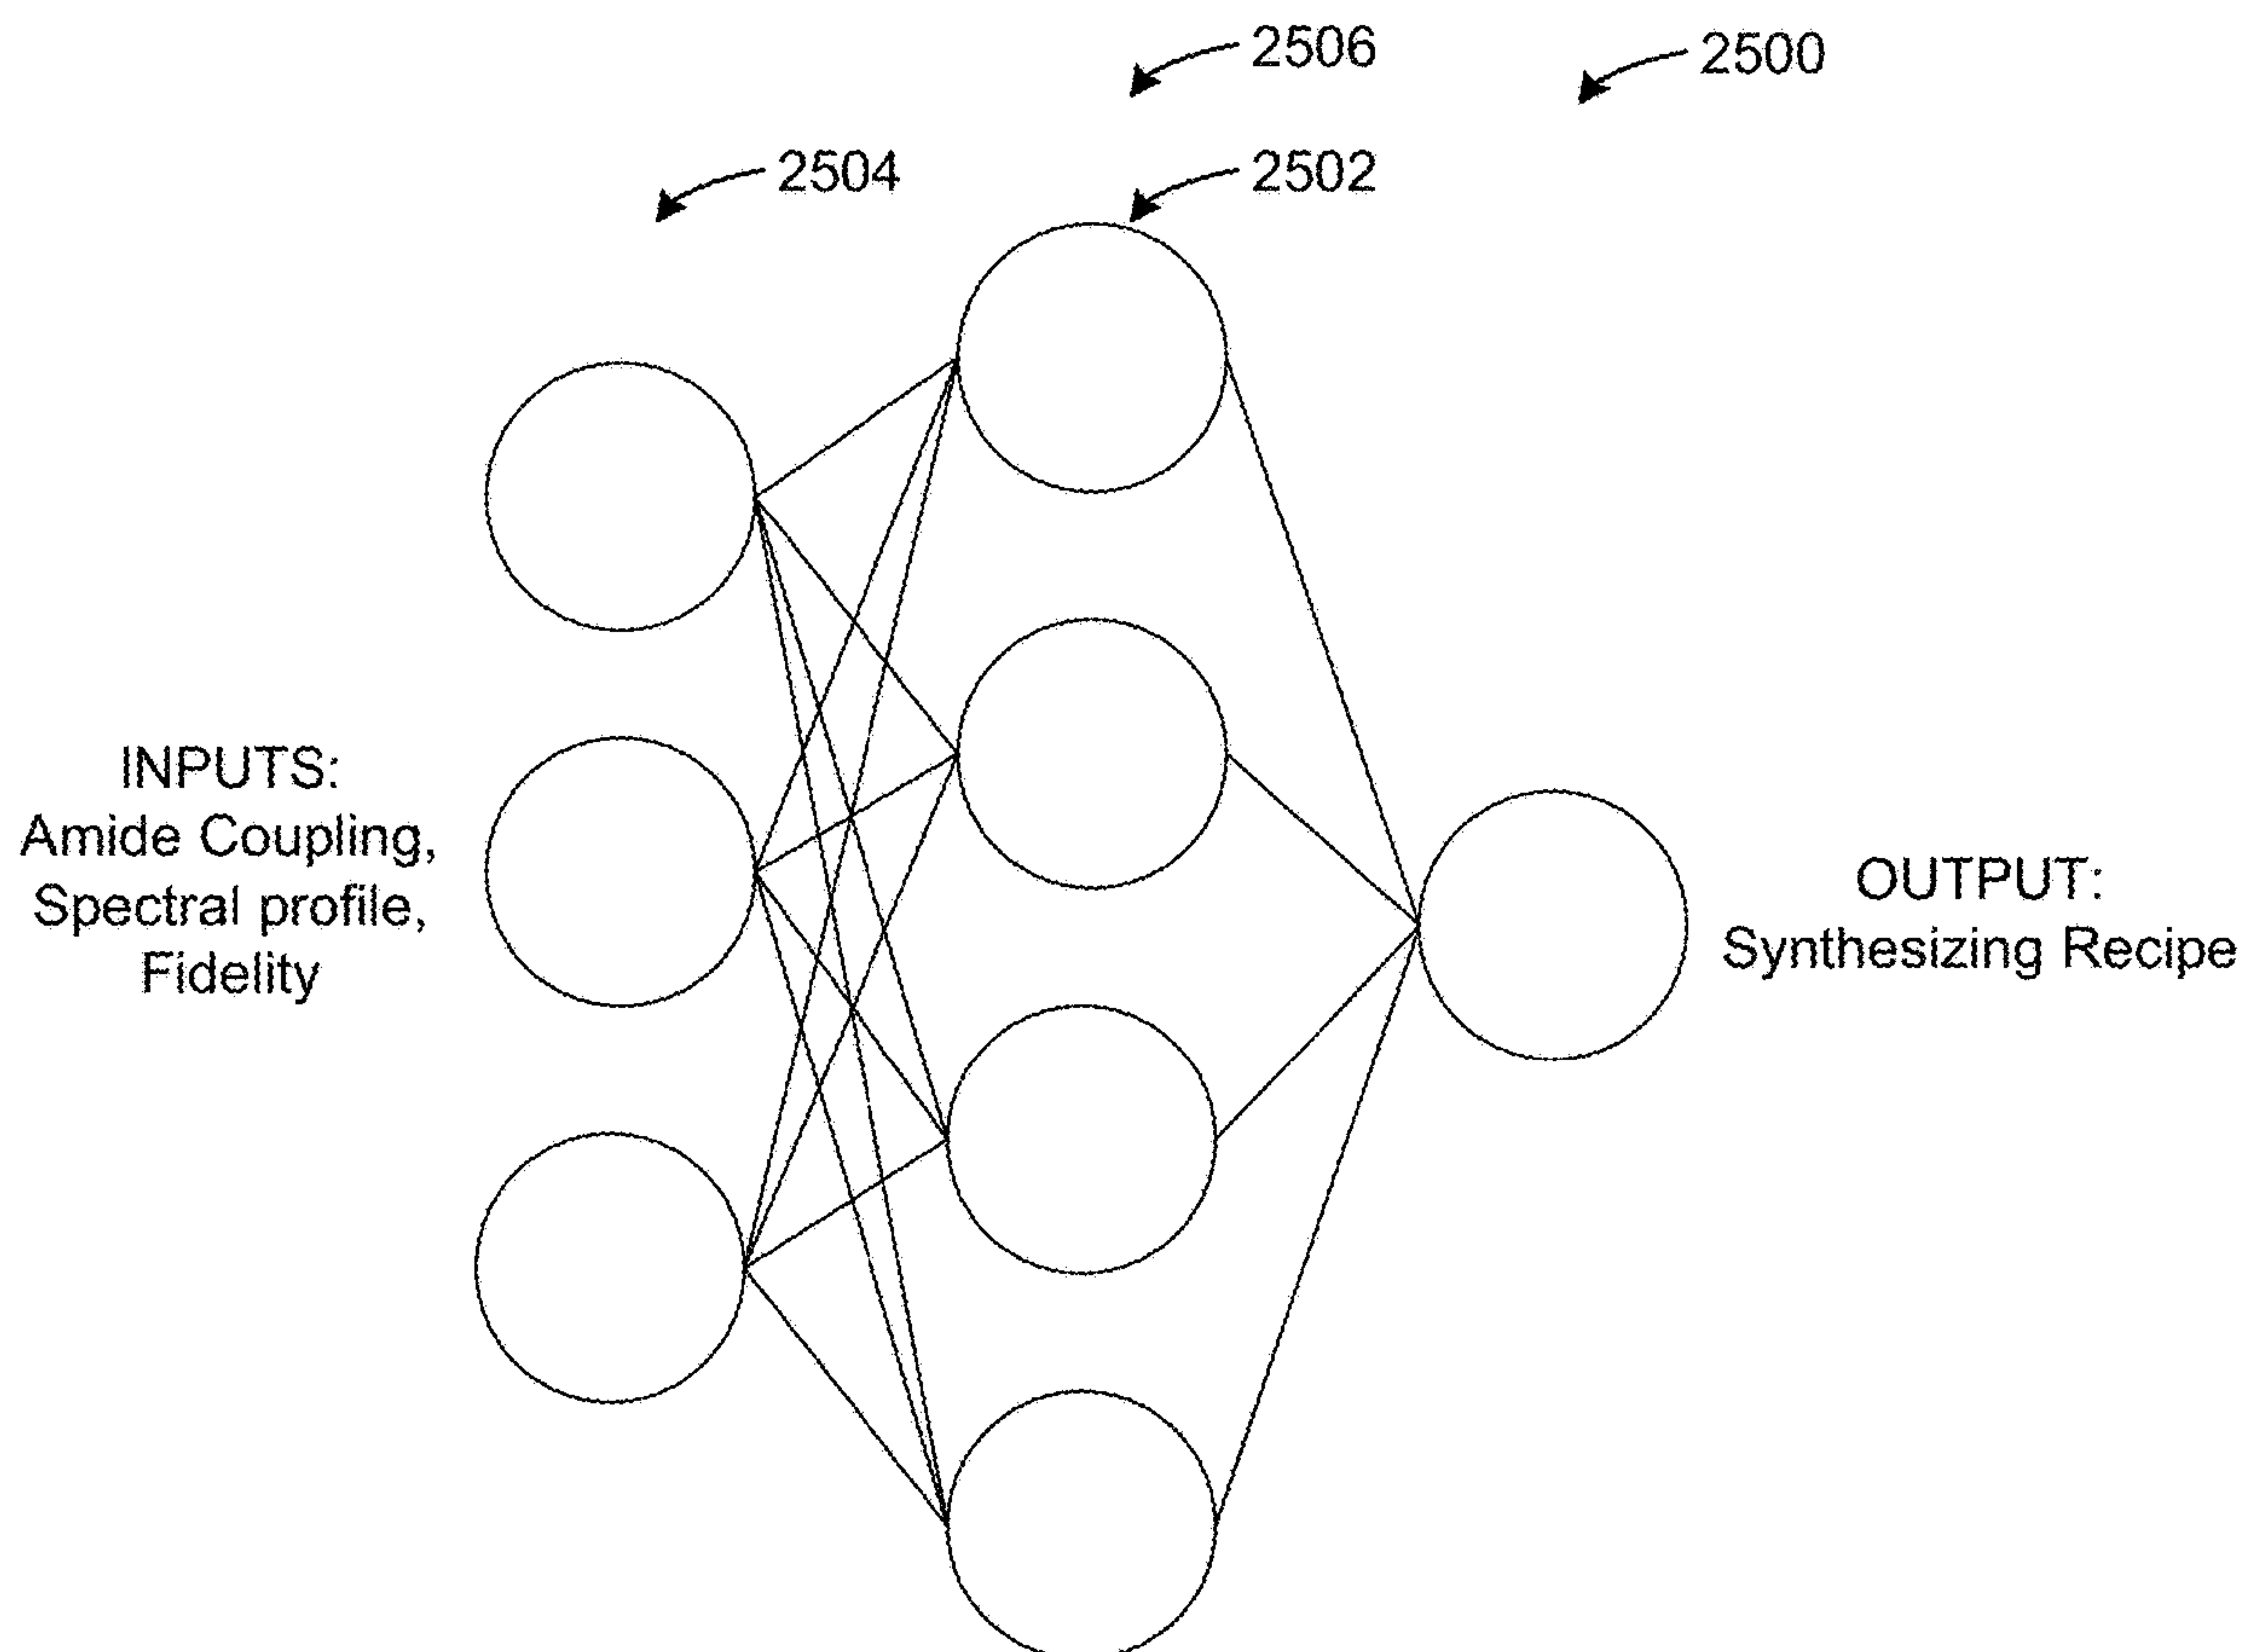 2506
2500
2504
2502
INPUTS:
Amide Coupling,
Spectral profile,
Fidelity
OUTPUT:
Synthesizing Recipe